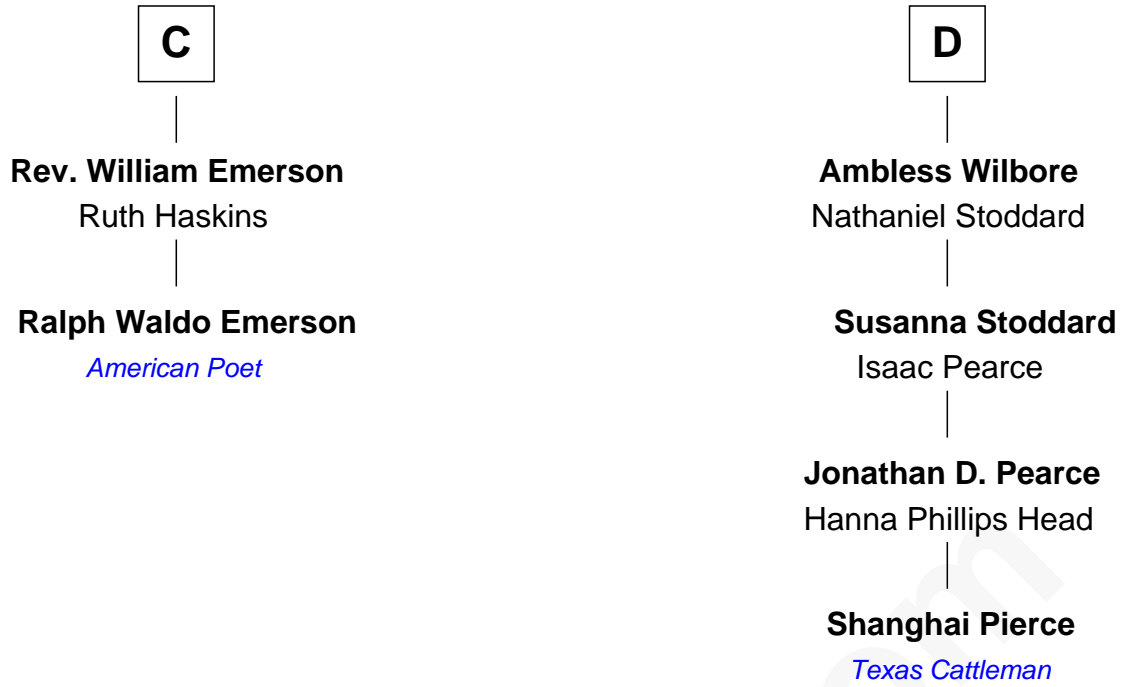 C
Rev. William Emerson
Ruth Haskins
Ralph Waldo Emerson
American Poet
D
Ambless Wilbore
Nathaniel Stoddard
Susanna Stoddard
Isaac Pearce
Jonathan D. Pearce
Hanna Phillips Head
Shanghai Pierce
Texas Cattleman